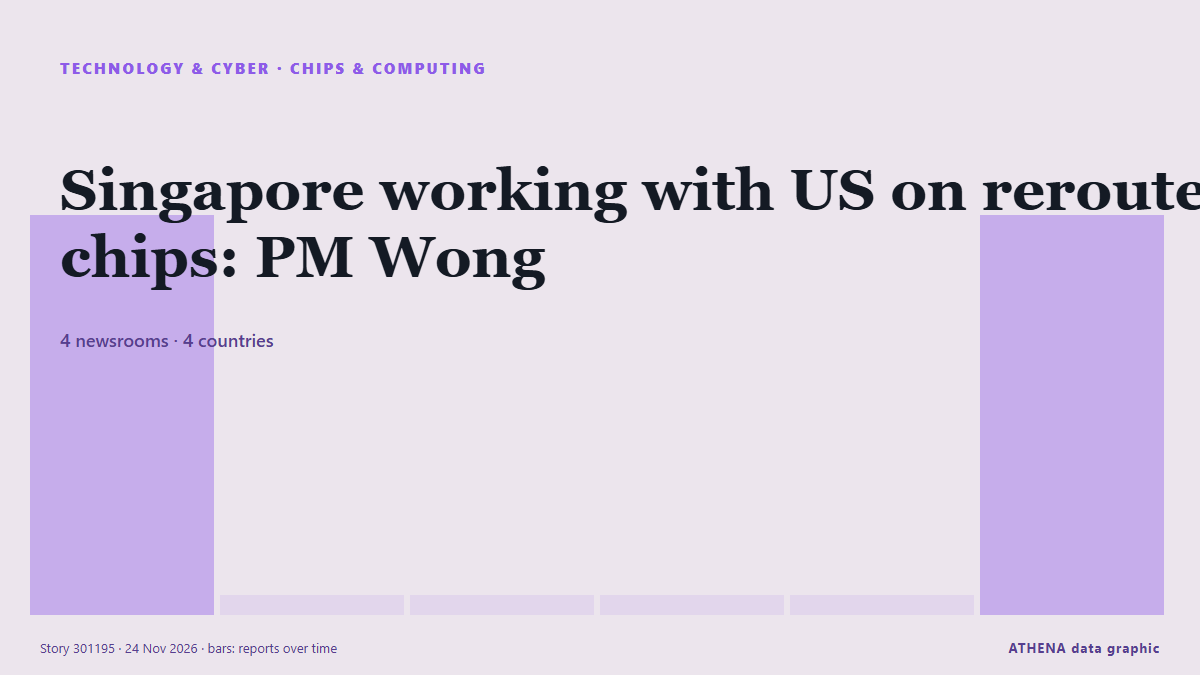 TECHNOLOGY & CYBER · CHIPS & COMPUTING
Singapore working with US on reroute
chips: PM Wong
4 newsrooms · 4 countries
Story 301195 · 24 Nov 2026 · bars: reports over time
ATHENA data graphic